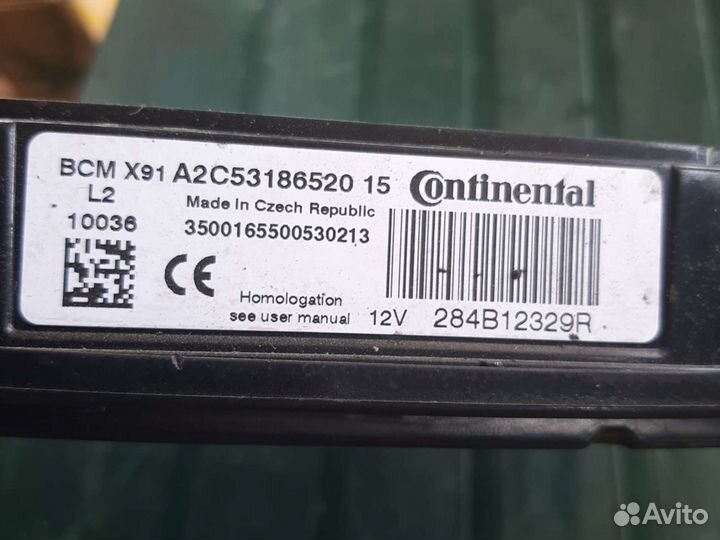 BCM X91 A2C53186520 15 Continental
L2 Made in Czech Republic
10036 3500165500530213
CE
Homologation
see user manual 12V 284B12329R
Avito